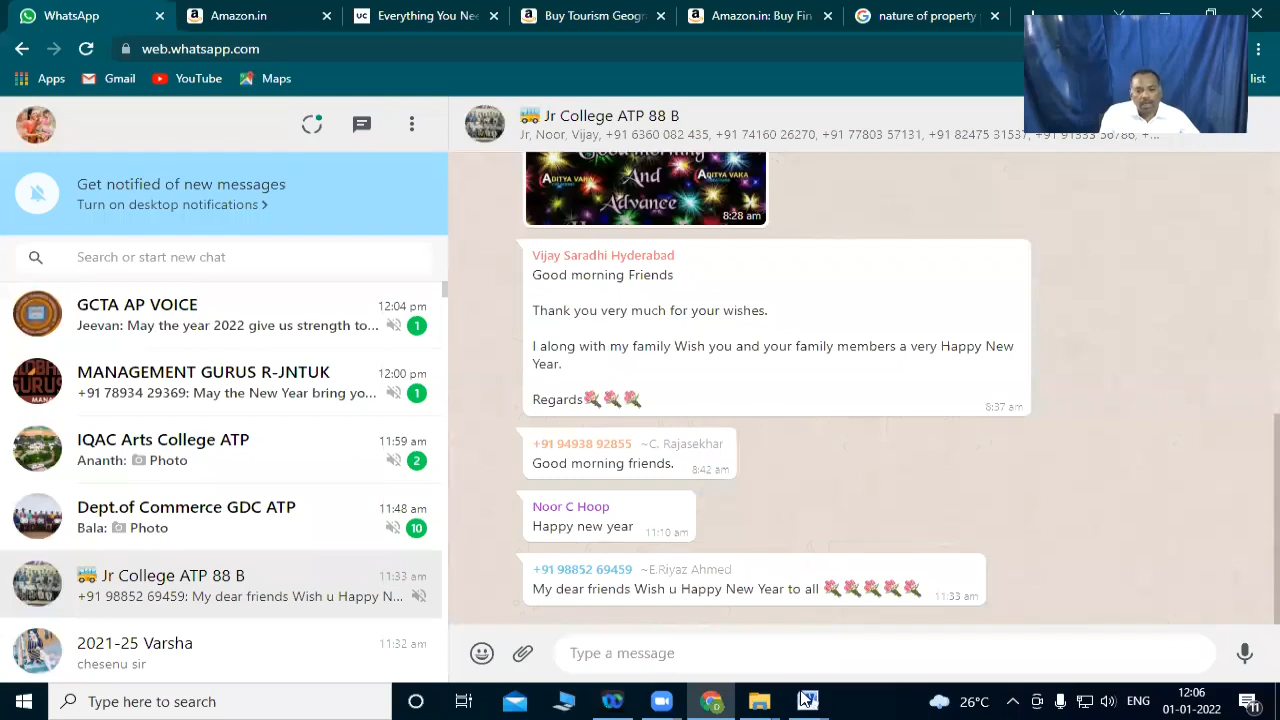 WhatsApp
Amazon.in
Everything You Nee
Buy Tourism Geogra
Amazon.in: Buy Fin
nature of property
web.whatsapp.com
Apps
Gmail
YouTube
Maps
list
Jr College ATP 88 B
Jr, Noor, Vijay, +91 6360 082 435, +91 74160 26270, +91 77803 57131, +91 82475 31537, +91 91333 56786, +...
Get notified of new messages
Turn on desktop notifications >
Search or start new chat
GCTA AP VOICE
12:04 pm
Jeevan: May the year 2022 give us strength to...
1
MANAGEMENT GURUS R-JNTUK
12:00 pm
+91 78934 29369: May the New Year bring yo...
1
IQAC Arts College ATP
11:59 am
Ananth: Photo
2
Dept.of Commerce GDC ATP
11:48 am
Bala: Photo
10
Jr College ATP 88 B
11:33 am
+91 98852 69459: My dear friends Wish u Happy N...
2021-25 Varsha
11:32 am
chesenu sir
Good morning
ADITYA VAKA
And
ADITYA VAKA
Advance
8:28 am
Vijay Saradhi Hyderabad
Good morning Friends
Thank you very much for your wishes.
I along with my family Wish you and your family members a very Happy New
Year.
Regards🌹🌹🌹
8:37 am
+91 94938 92855 ~C. Rajasekhar
Good morning friends.
8:42 am
Noor C Hoop
Happy new year
11:10 am
+91 98852 69459 ~E.Riyaz Ahmed
My dear friends Wish u Happy New Year to all 🌹🌹🌹🌹🌹
11:33 am
Type a message
Type here to search
26°C
ENG
12:06
01-01-2022
11